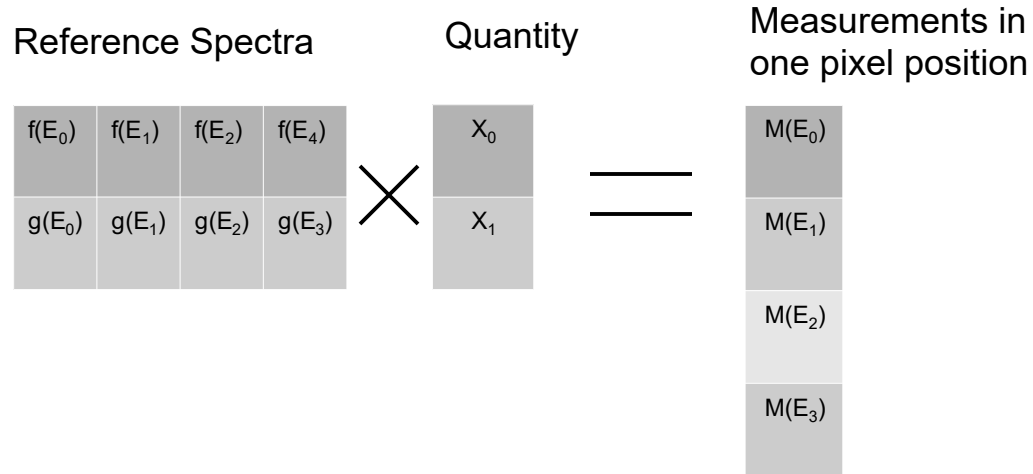 Reference Spectra
Quantity
Measurements in
one pixel position
f(E₀) f(E₁) f(E₂) f(E₄)
g(E₀) g(E₁) g(E₂) g(E₃)
X₀
X₁
M(E₀)
M(E₁)
M(E₂)
M(E₃)